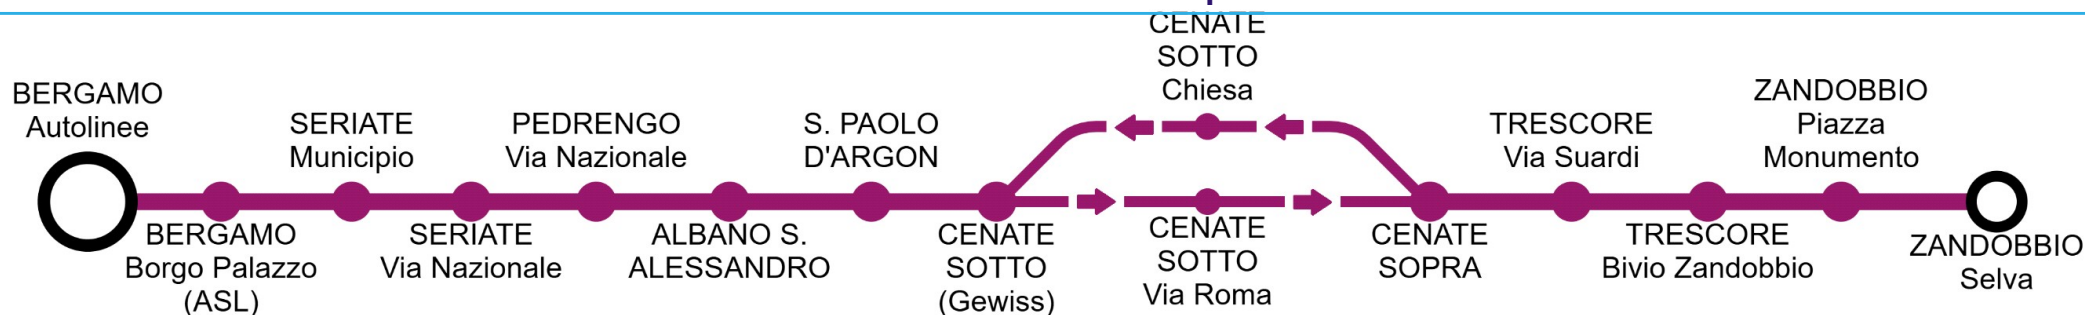 BERGAMO
Autolinee
BERGAMO
Borgo Palazzo
(ASL)
SERIATE
Municipio
SERIATE
Via Nazionale
PEDRENGO
Via Nazionale
ALBANO S.
ALESSANDRO
S. PAOLO
D'ARGON
CENATE
SOTTO
(Gewiss)
CENATE
SOTTO
Chiesa
CENATE
SOTTO
Via Roma
CENATE
SOPRA
TRESCORE
Via Suardi
TRESCORE
Bivio Zandobbio
ZANDOBBIO
Piazza
Monumento
ZANDOBBIO
Selva